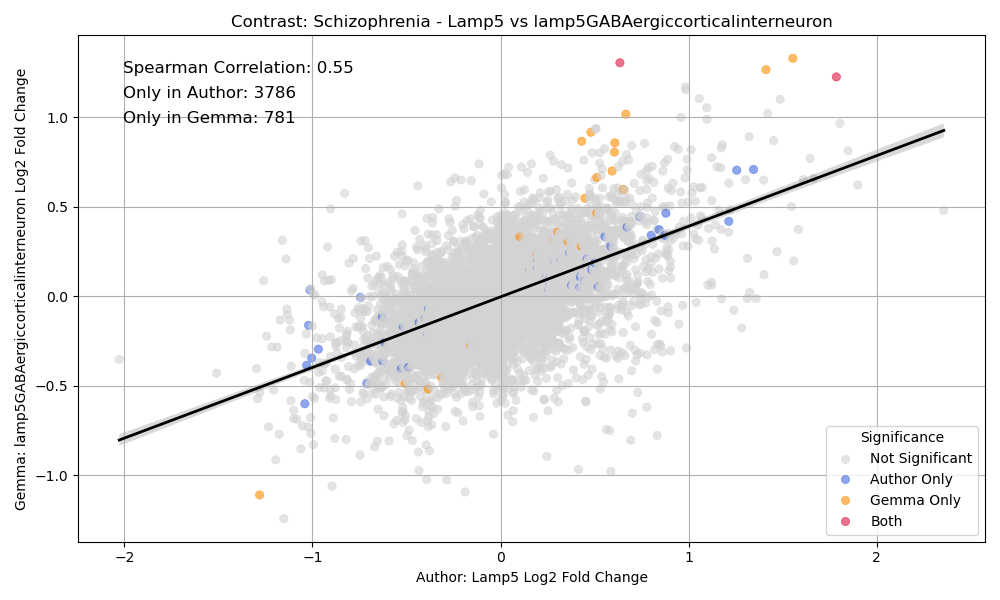 Contrast: Schizophrenia - Lamp5 vs lamp5GABAergiccorticalinterneuron
Spearman Correlation: 0.55
Only in Author: 3786
Only in Gemma: 781
Gemma: lamp5GABAergiccorticalinterneuron Log2 Fold Change
1.0
0.5
0.0
−0.5
−1.0
Significance
Not Significant
Author Only
Gemma Only
Both
−2
−1
0
1
2
Author: Lamp5 Log2 Fold Change